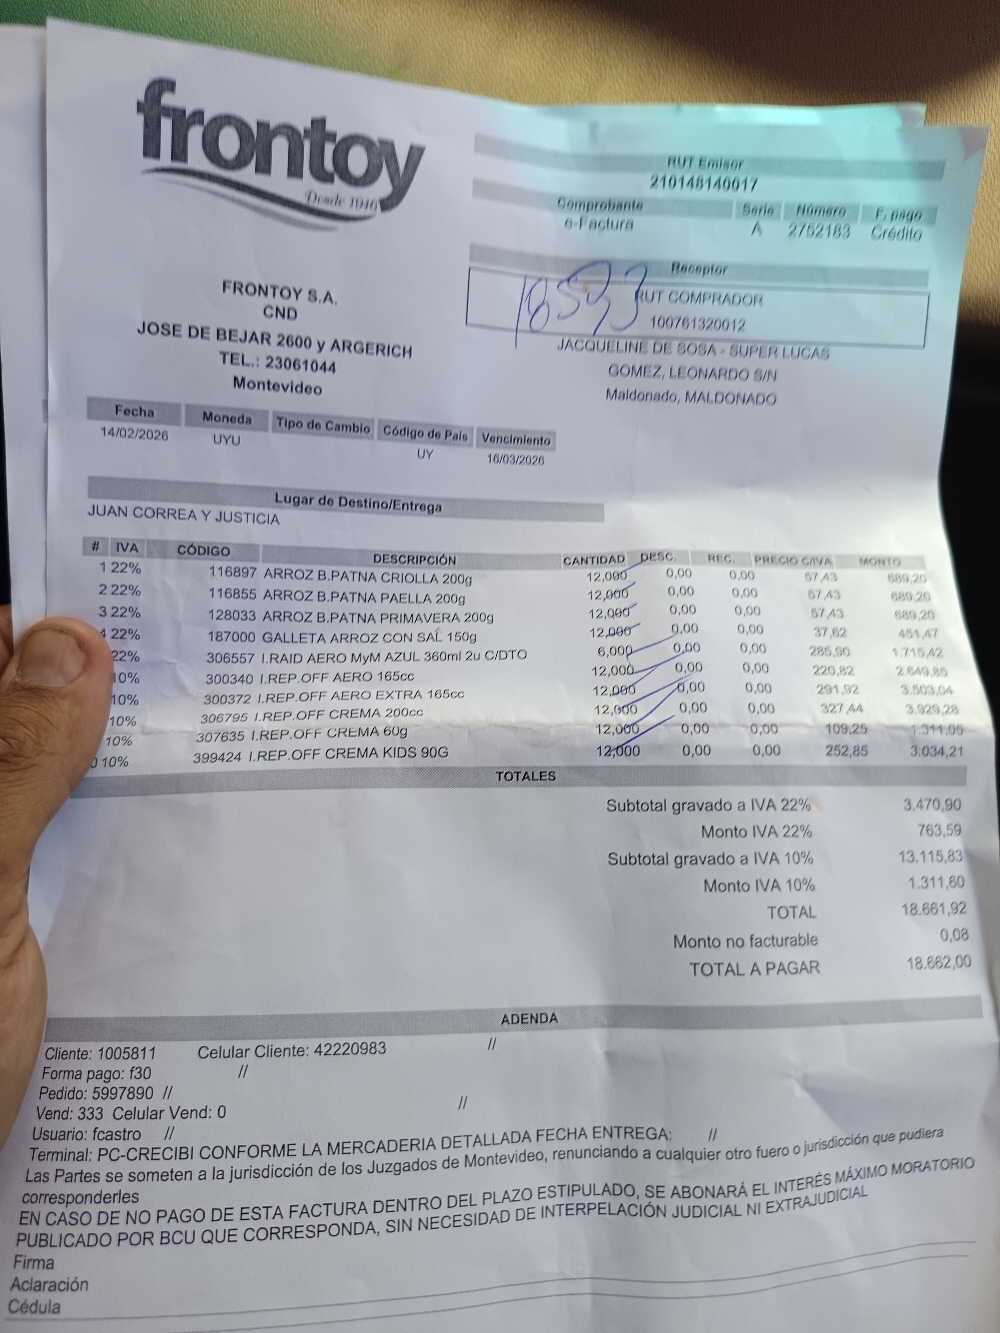 frontoy
Desde 1940
RUT Emisor
210148140017
Comprobante Serie Número F. pago
e-Factura A 2752183 Crédito
Receptor
RUT COMPRADOR
100761320012
JACQUELINE DE SOSA - SUPER LUCAS
GOMEZ, LEONARDO S/N
Maldonado, MALDONADO
FRONTOY S.A.
CND
JOSE DE BEJAR 2600 y ARGERICH
TEL.: 23061044
Montevideo
Fecha Moneda Tipo de Cambio Código de País Vencimiento
14/02/2026 UYU UY 16/03/2026
Lugar de Destino/Entrega
JUAN CORREA Y JUSTICIA
# IVA CÓDIGO DESCRIPCIÓN CANTIDAD DESC. REC. PRECIO C/IVA MONTO
1 22% 116897 ARROZ B.PATNA CRIOLLA 200g 12,000 0,00 0,00 57,43 689,20
2 22% 116855 ARROZ B.PATNA PAELLA 200g 12,000 0,00 0,00 57,43 689,20
3 22% 128033 ARROZ B.PATNA PRIMAVERA 200g 12,000 0,00 0,00 57,43 689,20
4 22% 187000 GALLETA ARROZ CON SAL 150g 12,000 0,00 0,00 37,62 451,47
22% 306557 I.RAID AERO MyM AZUL 360ml 2u C/DTO 6,000 0,00 0,00 285,90 1.715,42
10% 300340 I.REP.OFF AERO 165cc 12,000 0,00 0,00 220,82 2.649,85
10% 300372 I.REP.OFF AERO EXTRA 165cc 12,000 0,00 0,00 291,92 3.503,04
10% 306795 I.REP.OFF CREMA 200cc 12,000 0,00 0,00 327,44 3.929,28
10% 307635 I.REP.OFF CREMA 60g 12,000 0,00 0,00 109,25 1.311,05
0 10% 399424 I.REP.OFF CREMA KIDS 90G 12,000 0,00 0,00 252,85 3.034,21
TOTALES
Subtotal gravado a IVA 22% 3.470,90
Monto IVA 22% 763,59
Subtotal gravado a IVA 10% 13.115,83
Monto IVA 10% 1.311,60
TOTAL 18.661,92
Monto no facturable 0,08
TOTAL A PAGAR 18.662,00
ADENDA
Cliente: 1005811 Celular Cliente: 42220983 //
Forma pago: f30 //
Pedido: 5997890 //
Vend: 333 Celular Vend: 0 //
Usuario: fcastro //
Terminal: PC-CRECIBI CONFORME LA MERCADERIA DETALLADA FECHA ENTREGA: //
Las Partes se someten a la jurisdicción de los Juzgados de Montevideo, renunciando a cualquier otro fuero o jurisdicción que pudiera
corresponderles
EN CASO DE NO PAGO DE ESTA FACTURA DENTRO DEL PLAZO ESTIPULADO, SE ABONARÁ EL INTERÉS MÁXIMO MORATORIO
PUBLICADO POR BCU QUE CORRESPONDA, SIN NECESIDAD DE INTERPELACIÓN JUDICIAL NI EXTRAJUDICIAL
Firma
Aclaración
Cédula